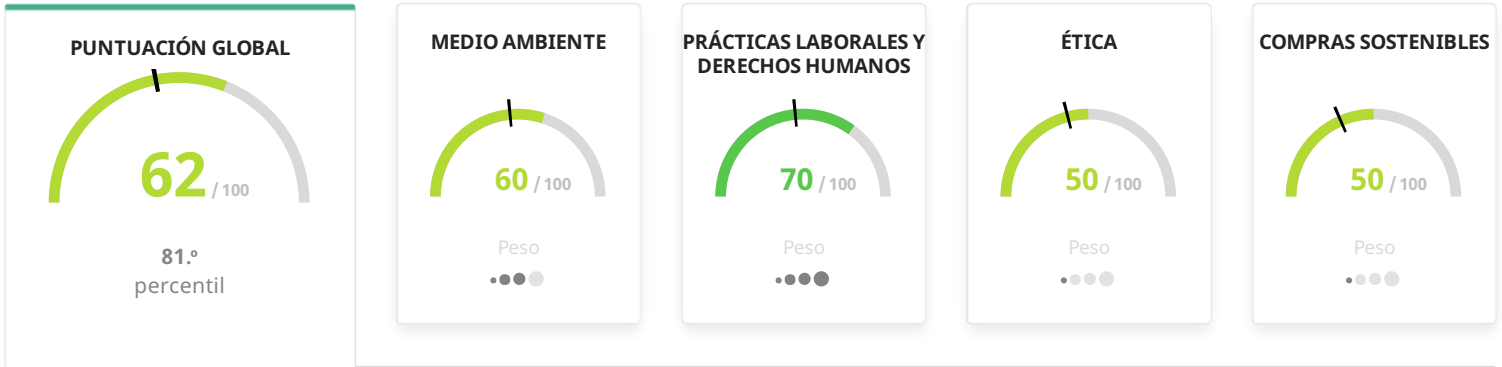 PUNTUACIÓN GLOBAL
62 / 100
81.º
percentil
MEDIO AMBIENTE
60 / 100
Peso
PRÁCTICAS LABORALES Y
DERECHOS HUMANOS
70 / 100
Peso
ÉTICA
50 / 100
Peso
COMPRAS SOSTENIBLES
50 / 100
Peso